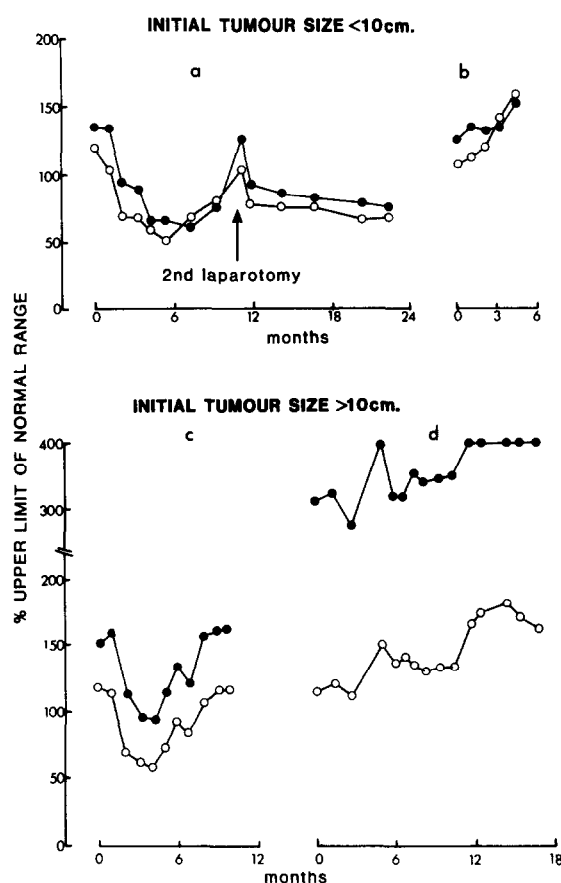 INITIAL TUMOUR SIZE <10cm.
200
150
100
50
0
a
b
2nd laparotomy
0 6 12 18 24
months
0 3 6
months
% UPPER LIMIT OF NORMAL RANGE
INITIAL TUMOUR SIZE >10cm.
400
300
200
150
100
50
0
c
d
0 6 12
months
0 6 12 18
months